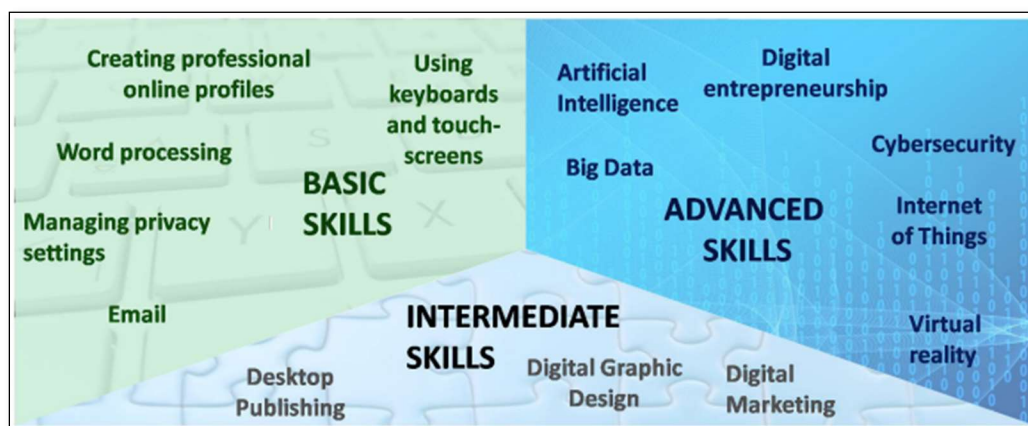 Creating professional
online profiles
Using
keyboards
and touch-
screens
Word processing
BASIC
SKILLS
Managing privacy
settings
Email
Artificial
Intelligence
Digital
entrepreneurship
Cybersecurity
Big Data
ADVANCED
SKILLS
Internet
of Things
Virtual
reality
INTERMEDIATE
SKILLS
Desktop
Publishing
Digital Graphic
Design
Digital
Marketing